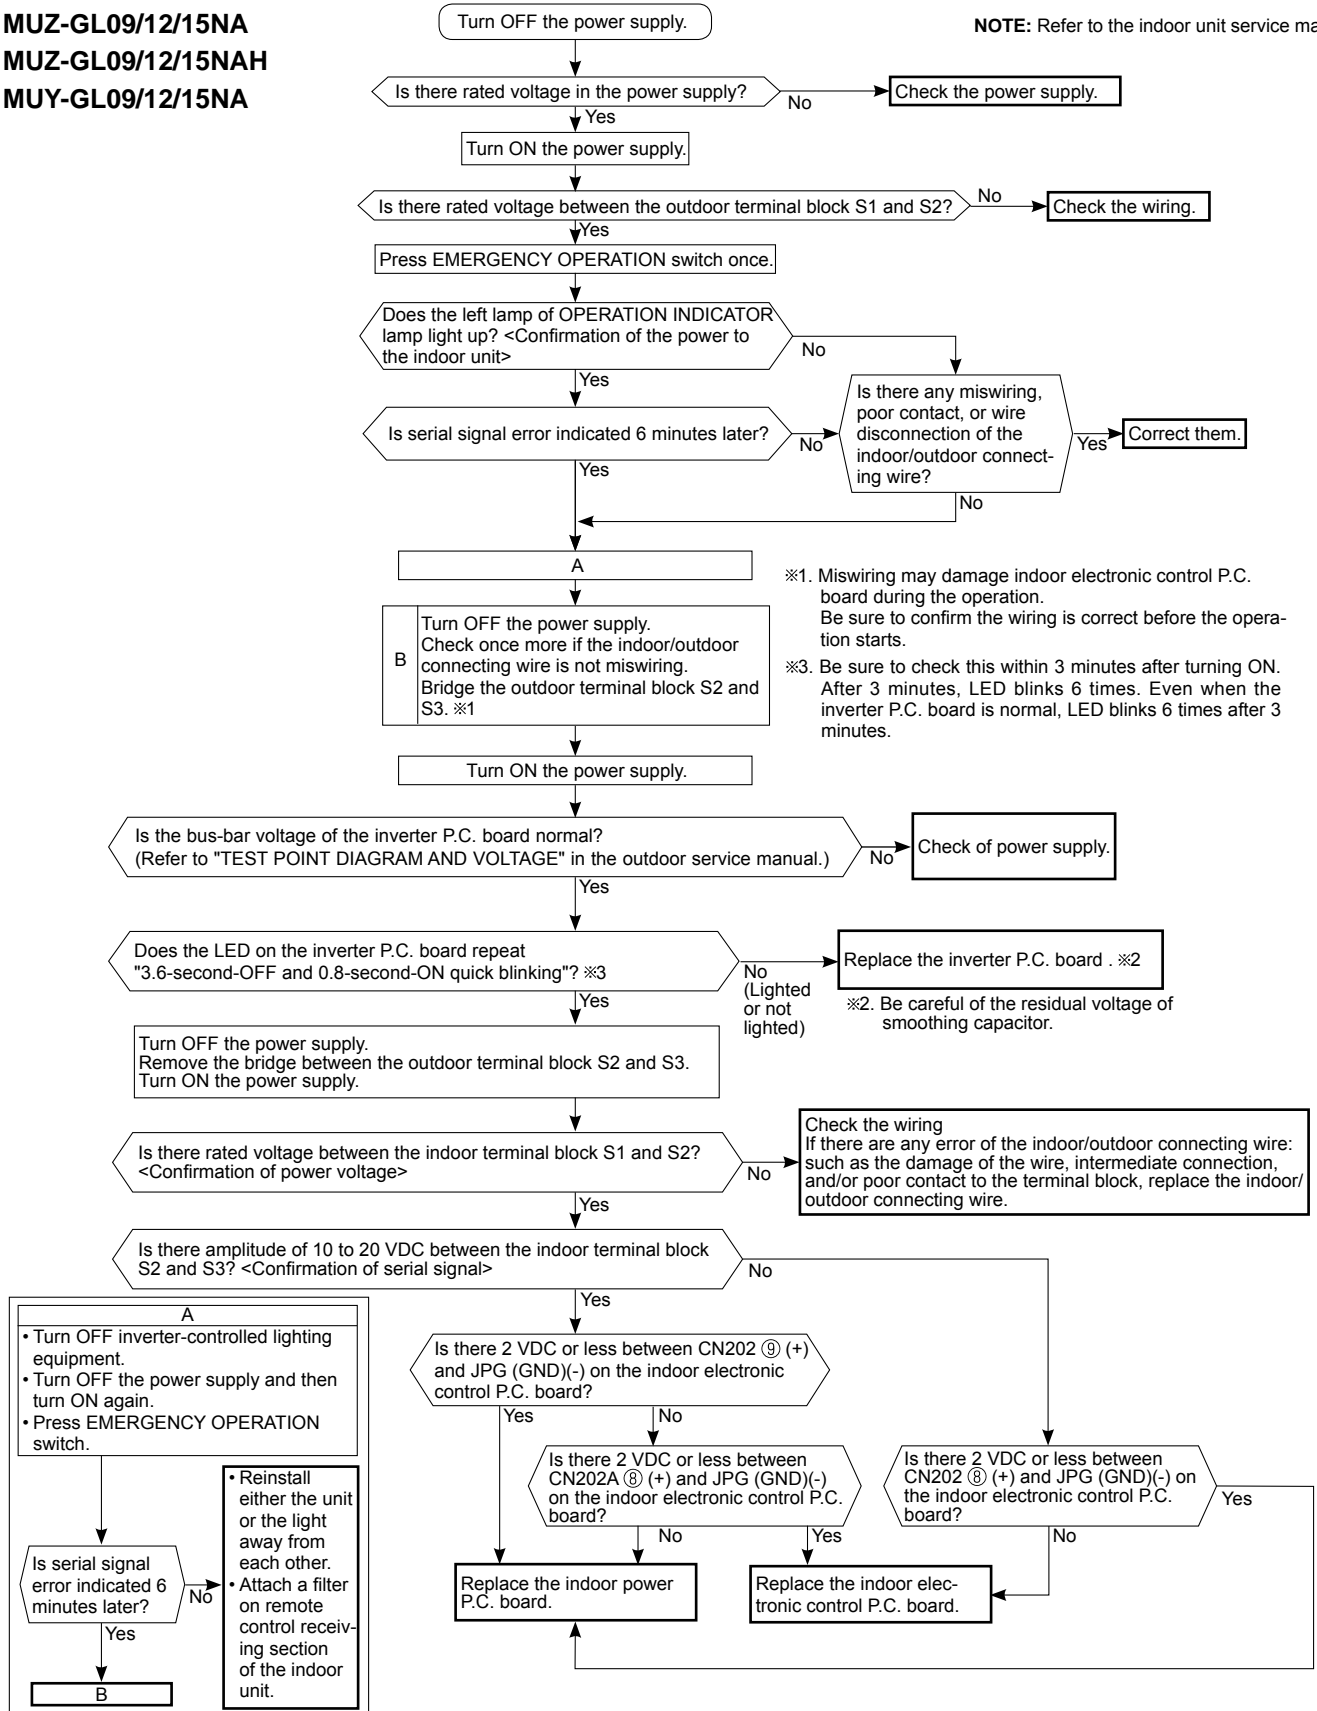 MUZ-GL09/12/15NA
MUZ-GL09/12/15NAH
MUY-GL09/12/15NA
Turn OFF the power supply.
NOTE: Refer to the indoor unit service
Is there rated voltage in the power supply?
No
Check the power supply.
Yes
Turn ON the power supply.
Is there rated voltage between the outdoor terminal block S1 and S2?
No
Check the wiring.
Yes
Press EMERGENCY OPERATION switch once.
Does the left lamp of OPERATION INDICATOR
lamp light up? <Confirmation of the power to
the indoor unit>
No
Yes
Is serial signal error indicated 6 minutes later?
No
Is there any miswiring,
poor contact, or wire
disconnection of the
indoor/outdoor connect-
ing wire?
Yes
Correct them.
Yes
No
A
B
Turn OFF the power supply.
Check once more if the indoor/outdoor
connecting wire is not miswiring.
Bridge the outdoor terminal block S2 and
S3. ※1
※1. Miswiring may damage indoor electronic control P.C.
board during the operation.
Be sure to confirm the wiring is correct before the opera-
tion starts.
※3. Be sure to check this within 3 minutes after turning ON.
After 3 minutes, LED blinks 6 times. Even when the
inverter P.C. board is normal, LED blinks 6 times after 3
minutes.
Turn ON the power supply.
Is the bus-bar voltage of the inverter P.C. board normal?
(Refer to "TEST POINT DIAGRAM AND VOLTAGE" in the outdoor service manual.)
No
Check of power supply.
Yes
Does the LED on the inverter P.C. board repeat
"3.6-second-OFF and 0.8-second-ON quick blinking"? ※3
No
(Lighted
or not
lighted)
Replace the inverter P.C. board . ※2
※2. Be careful of the residual voltage of
smoothing capacitor.
Yes
Turn OFF the power supply.
Remove the bridge between the outdoor terminal block S2 and S3.
Turn ON the power supply.
Is there rated voltage between the indoor terminal block S1 and S2?
<Confirmation of power voltage>
No
Check the wiring
If there are any error of the indoor/outdoor connecting wire:
such as the damage of the wire, intermediate connection,
and/or poor contact to the terminal block, replace the indoor/
outdoor connecting wire.
Yes
Is there amplitude of 10 to 20 VDC between the indoor terminal block
S2 and S3? <Confirmation of serial signal>
No
Yes
Is there 2 VDC or less between CN202 ⑨ (+)
and JPG (GND)(-) on the indoor electronic
control P.C. board?
Yes
No
Is there 2 VDC or less between
CN202A ⑧ (+) and JPG (GND)(-)
on the indoor electronic control P.C.
board?
No
Yes
Is there 2 VDC or less between
CN202 ⑧ (+) and JPG (GND)(-) on
the indoor electronic control P.C.
board?
Yes
No
Replace the indoor power
P.C. board.
Replace the indoor elec-
tronic control P.C. board.
A
• Turn OFF inverter-controlled lighting
equipment.
• Turn OFF the power supply and then
turn ON again.
• Press EMERGENCY OPERATION
switch.
Is serial signal
error indicated 6
minutes later?
No
Yes
B
• Reinstall
either the unit
or the light
away from
each other.
• Attach a filter
on remote
control receiv-
ing section
of the indoor
unit.